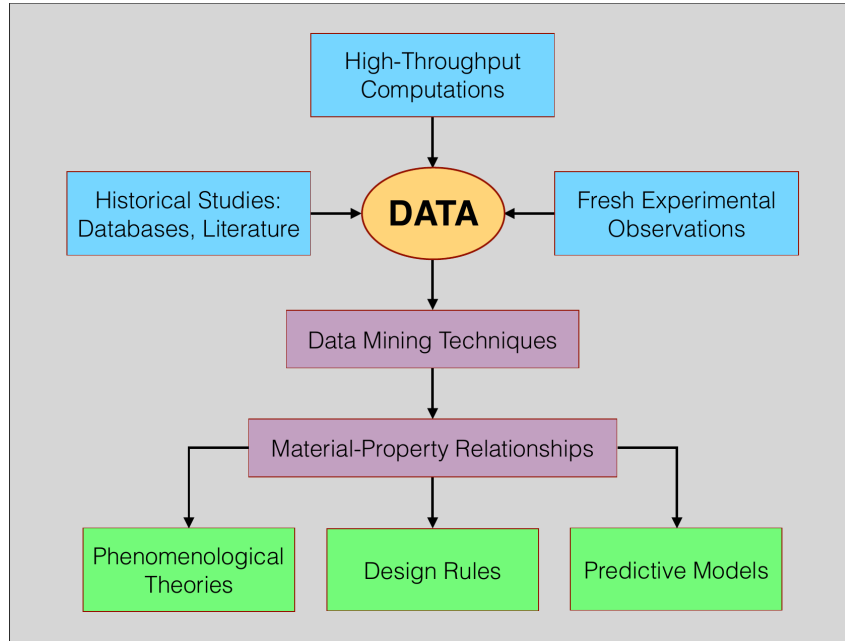 High-Throughput
Computations
Historical Studies:
Databases, Literature
DATA
Fresh Experimental
Observations
Data Mining Techniques
Material-Property Relationships
Phenomenological
Theories
Design Rules
Predictive Models